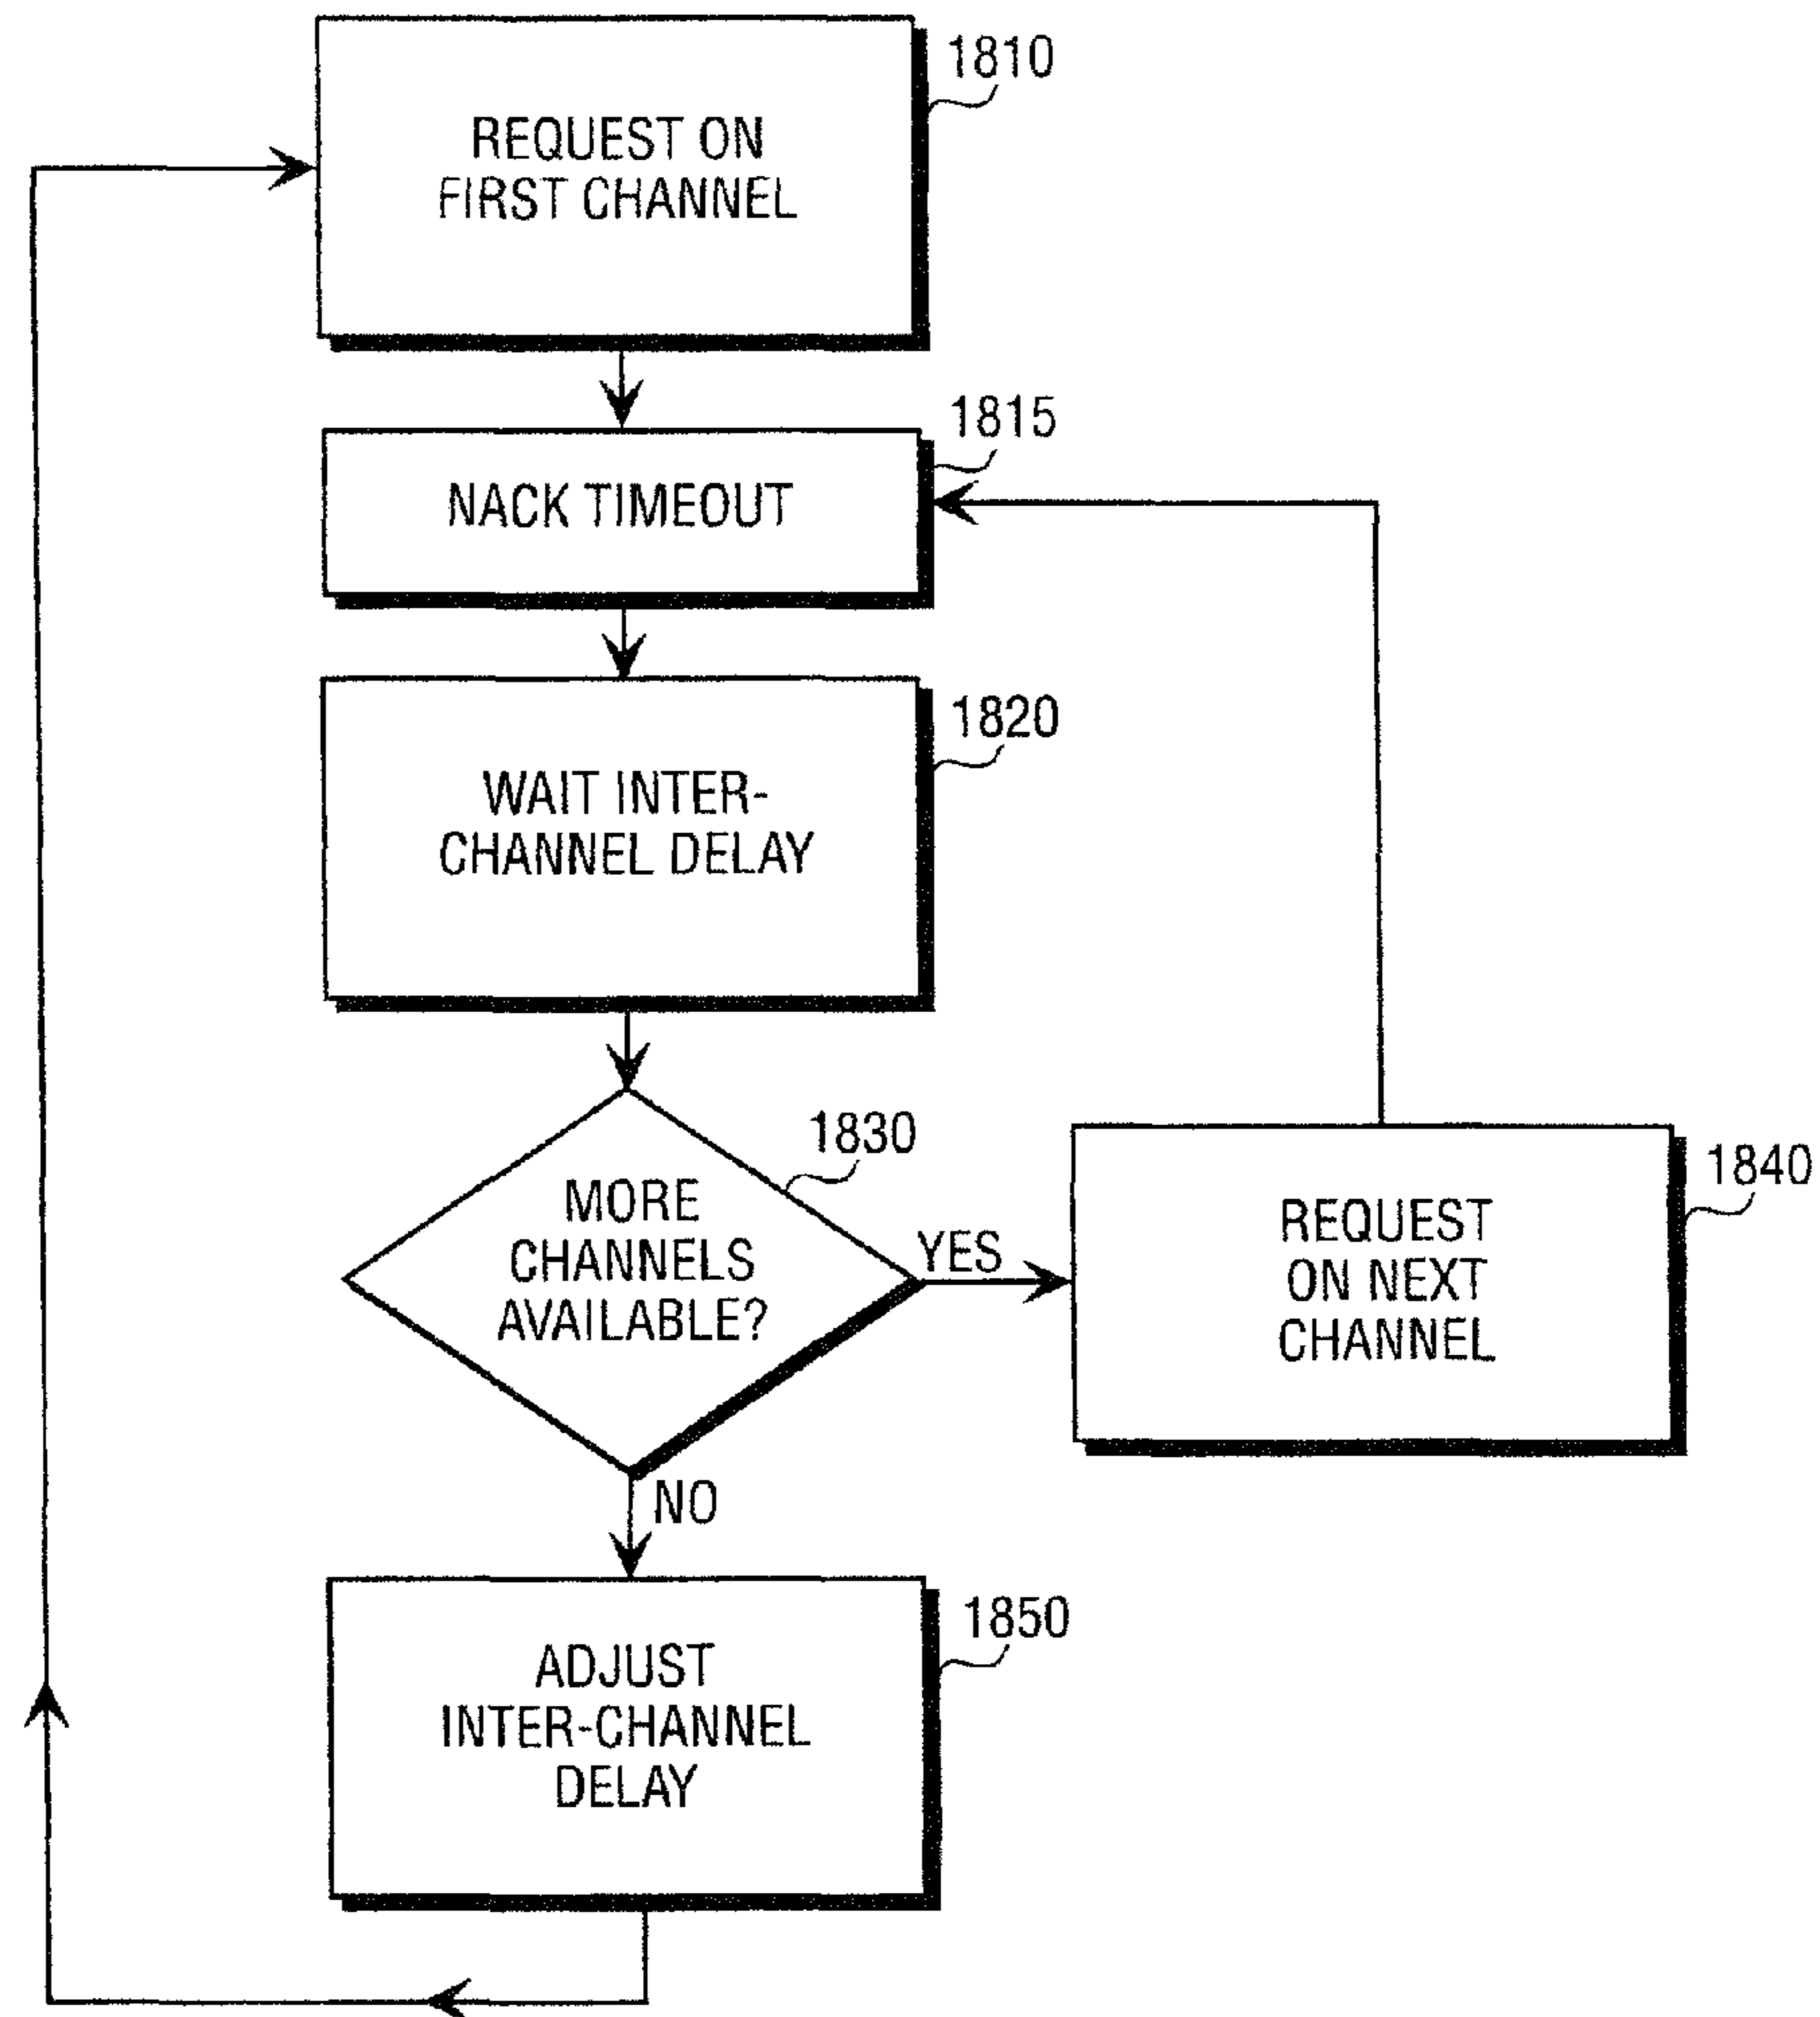 1810
REQUEST ON
FIRST CHANNEL
1815
NACK TIMEOUT
1820
WAIT INTER-
CHANNEL DELAY
1830
MORE
CHANNELS
AVAILABLE?
YES
1840
REQUEST
ON NEXT
CHANNEL
NO
1850
ADJUST
INTER-CHANNEL
DELAY